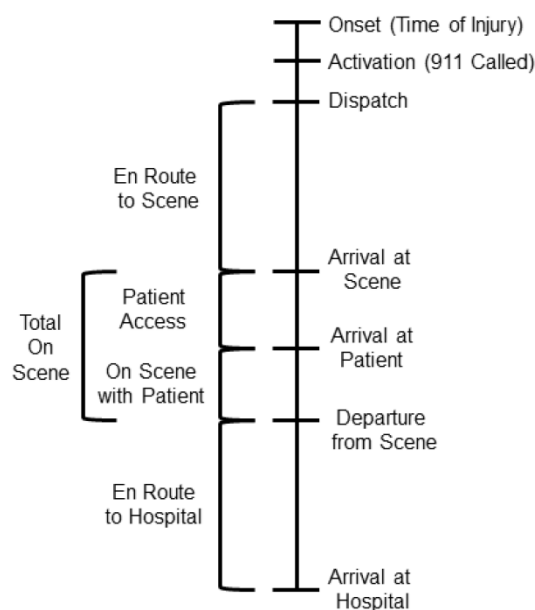 Onset (Time of Injury)
Activation (911 Called)
Dispatch
En Route
to Scene
Arrival at
Scene
Patient
Access
Total
On
Scene
Arrival at
Patient
On Scene
with Patient
Departure
from Scene
En Route
to Hospital
Arrival at
Hospital